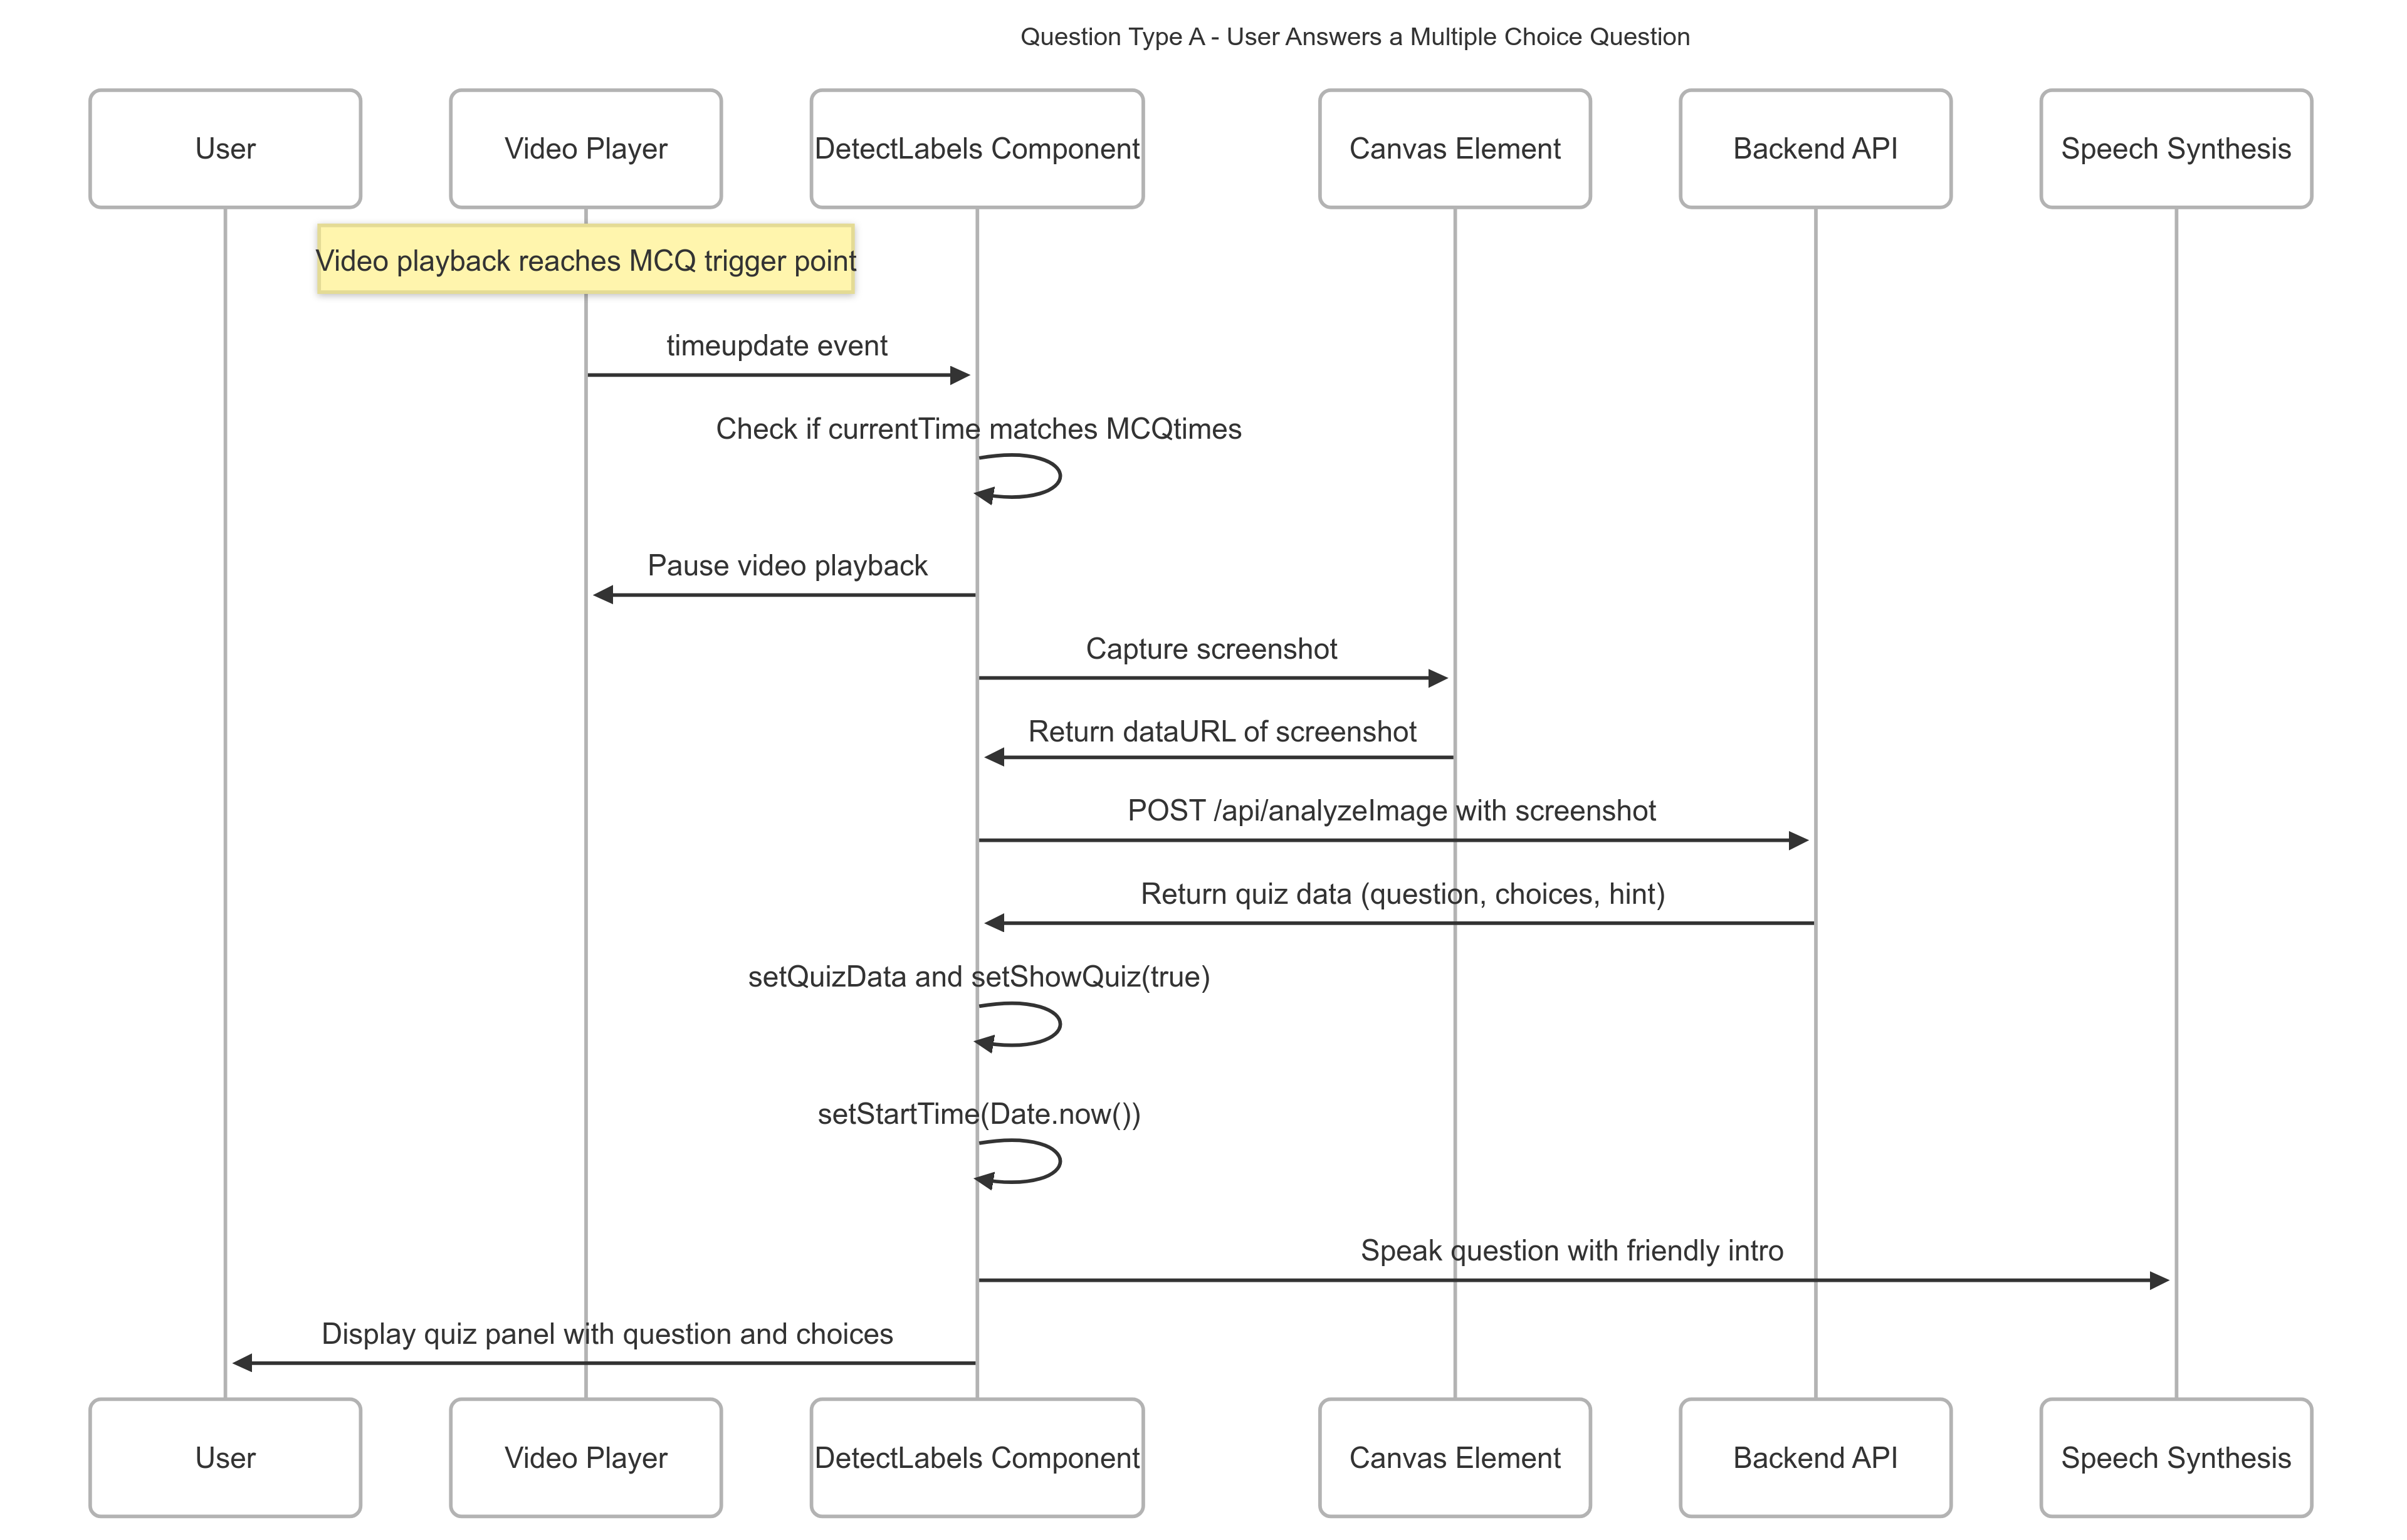 Question Type A - User Answers a Multiple Choice Question
User
Video Player
DetectLabels Component
Canvas Element
Backend API
Speech Synthesis
Video playback reaches MCQ trigger point
timeupdate event
Check if currentTime matches MCQtimes
Pause video playback
Capture screenshot
Return dataURL of screenshot
POST /api/analyzeImage with screenshot
Return quiz data (question, choices, hint)
setQuizData and setShowQuiz(true)
setStartTime(Date.now())
Speak question with friendly intro
Display quiz panel with question and choices
User
Video Player
DetectLabels Component
Canvas Element
Backend API
Speech Synthesis